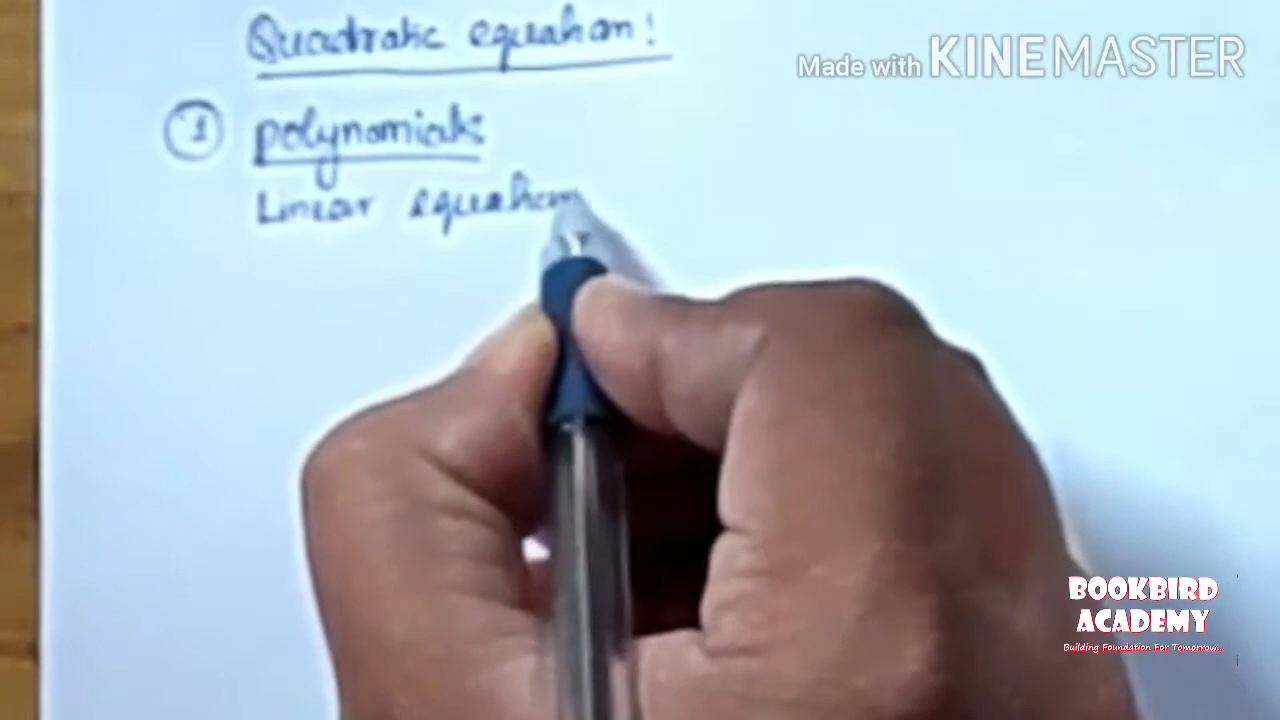 Quadratic equation:
Made with KINEMASTER
① polynomials
Linear equation
BOOKBIRD
ACADEMY
Building Foundation For Tomorrow...